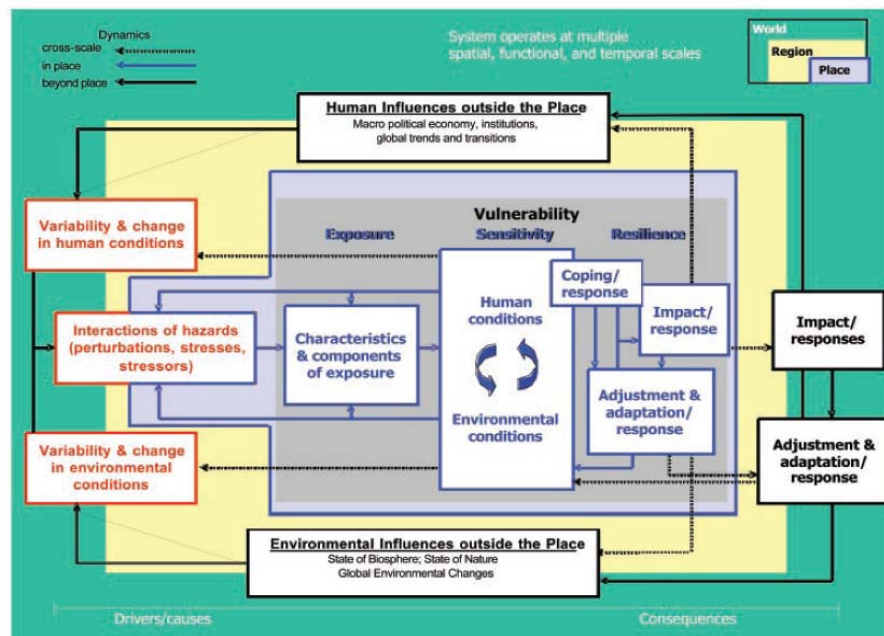 Dynamics
cross-scale
in place
beyond place
System operates at multiple
spatial, functional, and temporal scales
World
Region
Place
Human Influences outside the Place
Macro political economy, institutions,
global trends and transitions
Variability & change
in human conditions
Vulnerability
Exposure
Sensitivity
Resilience
Coping/
response
Human
conditions
Impact/
response
Interactions of hazards
(perturbations, stresses,
stressors)
Characteristics
& components
of exposure
Impact/
responses
Environmental
conditions
Adjustment &
adaptation/
response
Variability & change
in environmental
conditions
Adjustment &
adaptation/
response
Environmental Influences outside the Place
State of Biosphere; State of Nature
Global Environmental Changes
Drivers/causes
Consequences